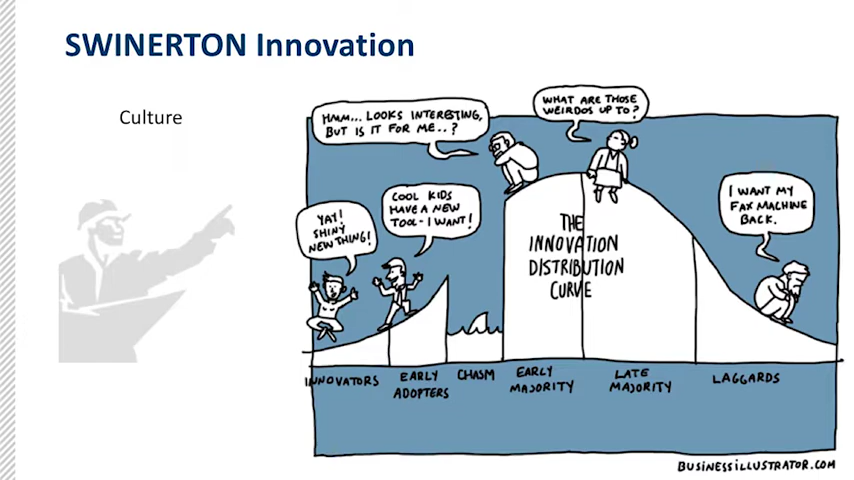 SWINERTON Innovation
Culture
HMM... LOOKS INTERESTING,
BUT IS IT FOR ME..?
WHAT ARE THOSE
WEIRDOS UP TO?
YAY!
SHINY
NEW THING!
COOL KIDS
HAVE A NEW
TOOL - I WANT!
I WANT MY
FAX MACHINE
BACK.
THE
INNOVATION
DISTRIBUTION
CURVE
INNOVATORS
EARLY
ADOPTERS
CHASM
EARLY
MAJORITY
LATE
MAJORITY
LAGGARDS
BUSINESSILLUSTRATOR.COM